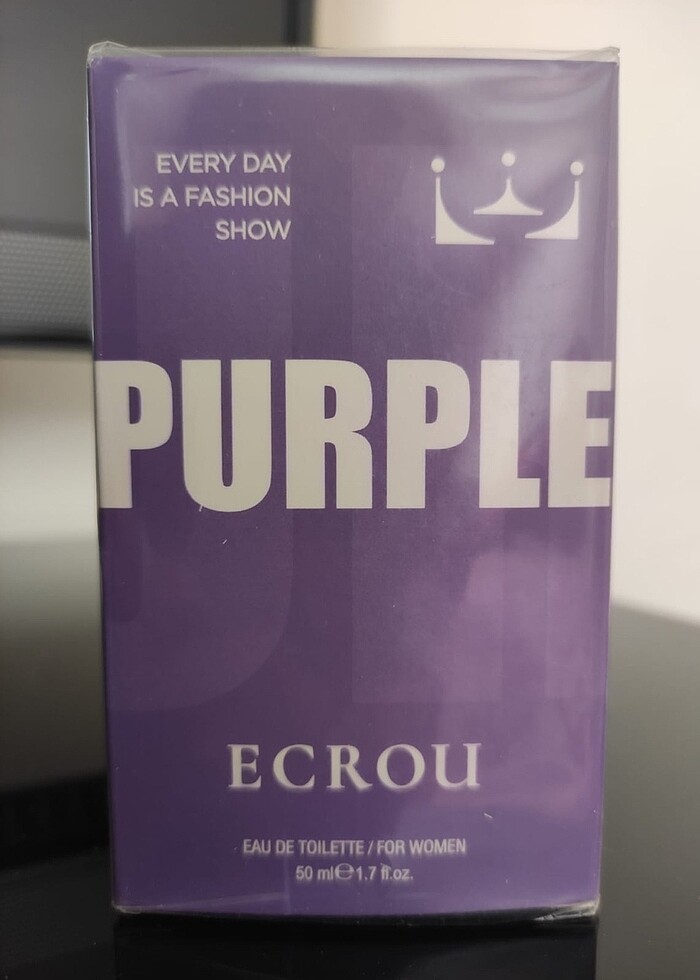 EVERY DAY
IS A FASHION
SHOW
PURPLE
ECROU
EAU DE TOILETTE / FOR WOMEN
50 ml ℮ 1.7 fl.oz.